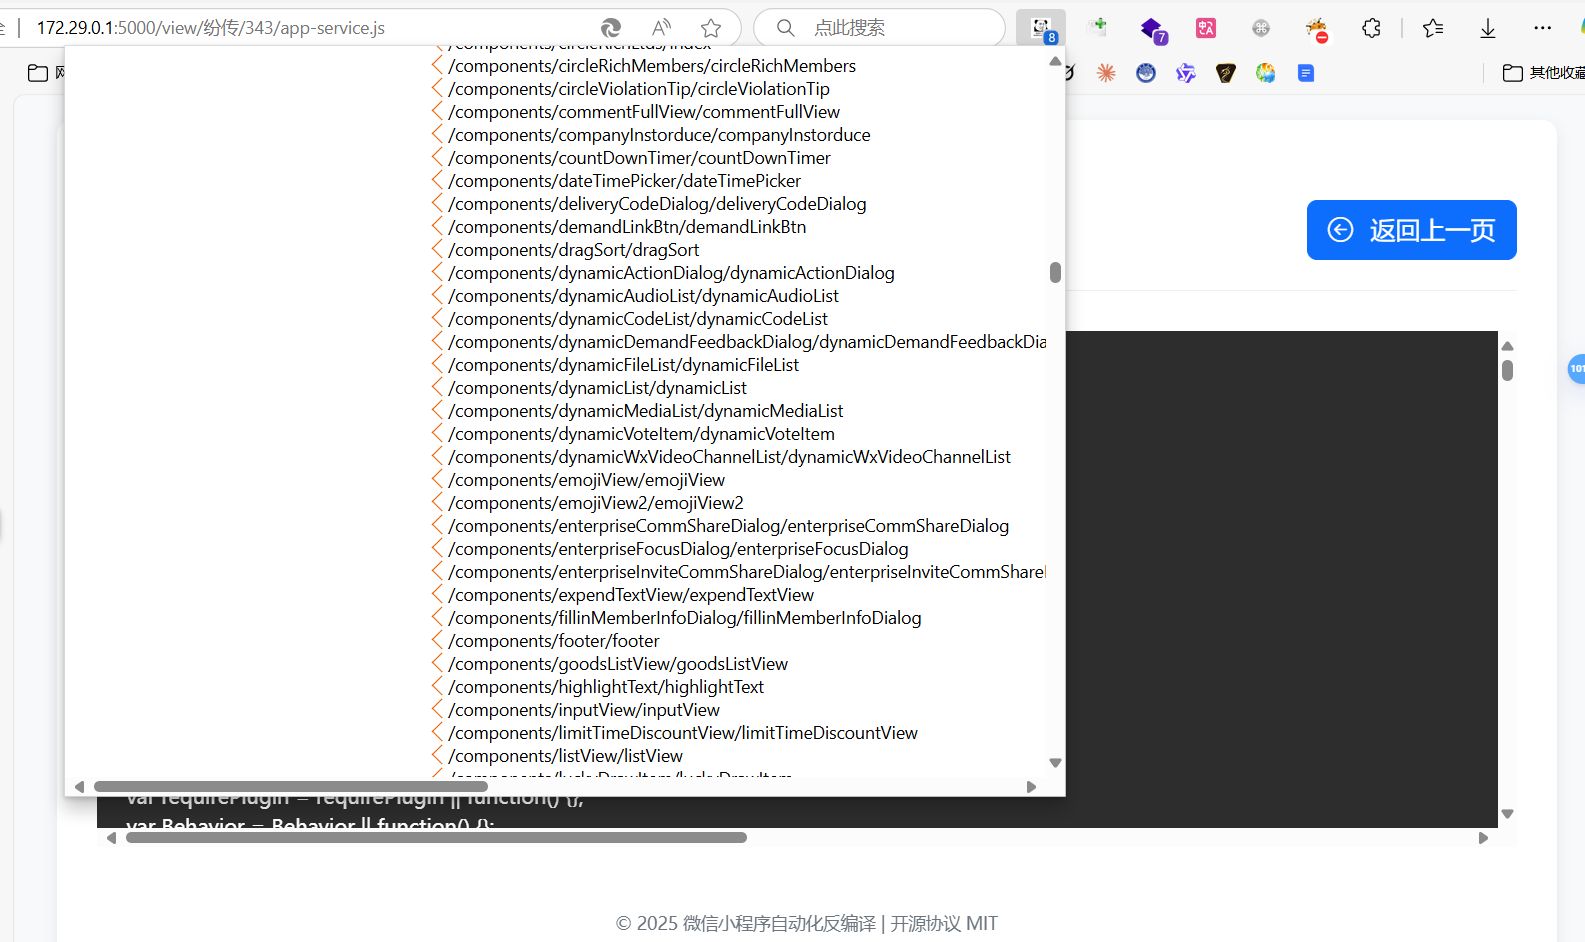 172.29.0.1:5000/view/纷传/343/app-service.js
点此搜索
8
7
其他收藏
/components/circleRichMembers/circleRichMembers
/components/circleViolationTip/circleViolationTip
/components/commentFullView/commentFullView
/components/companyInstorduce/companyInstorduce
/components/countDownTimer/countDownTimer
/components/dateTimePicker/dateTimePicker
/components/deliveryCodeDialog/deliveryCodeDialog
/components/demandLinkBtn/demandLinkBtn
/components/dragSort/dragSort
/components/dynamicActionDialog/dynamicActionDialog
/components/dynamicAudioList/dynamicAudioList
/components/dynamicCodeList/dynamicCodeList
/components/dynamicDemandFeedbackDialog/dynamicDemandFeedbackDia
/components/dynamicFileList/dynamicFileList
/components/dynamicList/dynamicList
/components/dynamicMediaList/dynamicMediaList
/components/dynamicVoteItem/dynamicVoteItem
/components/dynamicWxVideoChannelList/dynamicWxVideoChannelList
/components/emojiView/emojiView
/components/emojiView2/emojiView2
/components/enterpriseCommShareDialog/enterpriseCommShareDialog
/components/enterpriseFocusDialog/enterpriseFocusDialog
/components/enterpriseInviteCommShareDialog/enterpriseInviteCommShare
/components/expendTextView/expendTextView
/components/fillinMemberInfoDialog/fillinMemberInfoDialog
/components/footer/footer
/components/goodsListView/goodsListView
/components/highlightText/highlightText
/components/inputView/inputView
/components/limitTimeDiscountView/limitTimeDiscountView
/components/listView/listView
/components/luckyDrawItem/luckyDrawItem
返回上一页
101
var requirePlugin = requirePlugin || function() {};
var Behavior = Behavior || function() {};
© 2025 微信小程序自动化反编译 | 开源协议 MIT